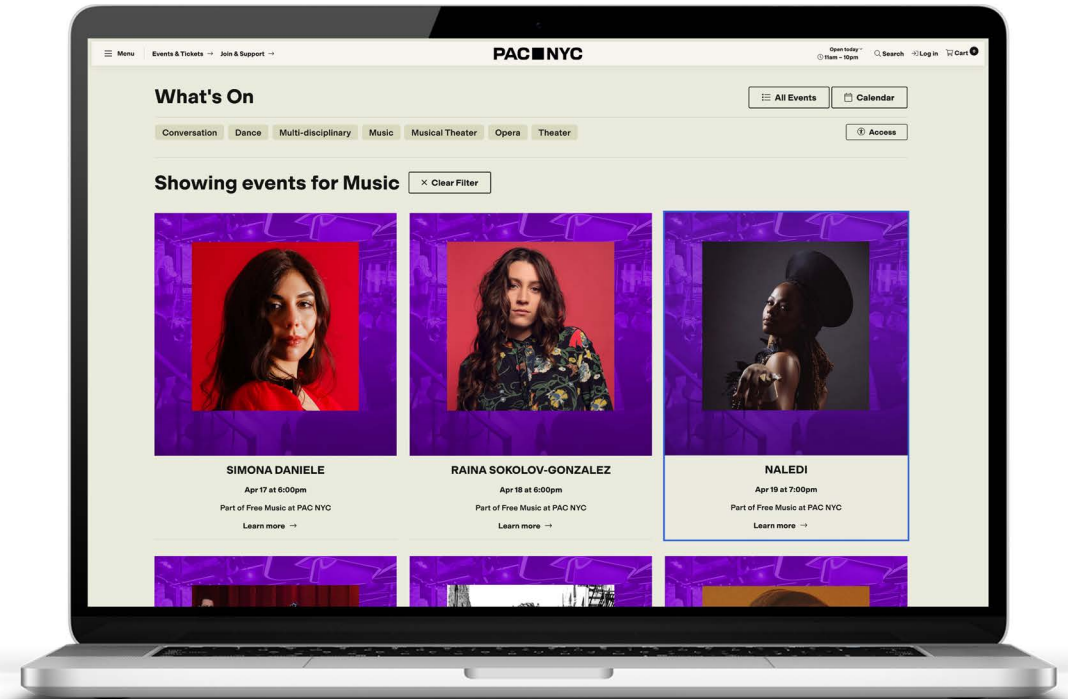 Menu Events & Tickets → Join & Support → PAC■NYC Open today 11am – 10pm Search Log in Cart 0
What's On All Events Calendar
Conversation Dance Multi-disciplinary Music Musical Theater Opera Theater Access
Showing events for Music × Clear Filter
SIMONA DANIELE
Apr 17 at 6:00pm
Part of Free Music at PAC NYC
Learn more →
RAINA SOKOLOV-GONZALEZ
Apr 18 at 6:00pm
Part of Free Music at PAC NYC
Learn more →
NALEDI
Apr 19 at 7:00pm
Part of Free Music at PAC NYC
Learn more →